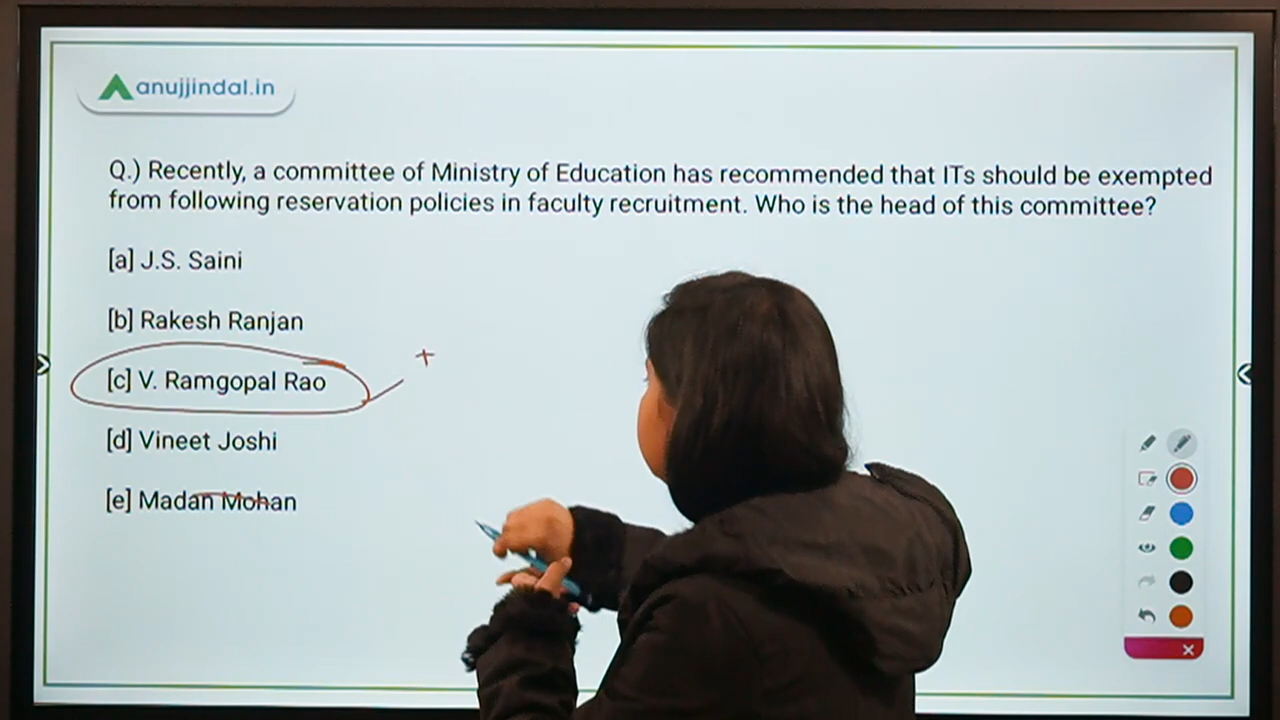 anujjindal.in
Q.) Recently, a committee of Ministry of Education has recommended that ITs should be exempted
from following reservation policies in faculty recruitment. Who is the head of this committee?
[a] J.S. Saini
[b] Rakesh Ranjan
[c] V. Ramgopal Rao
[d] Vineet Joshi
[e] Madan Mohan